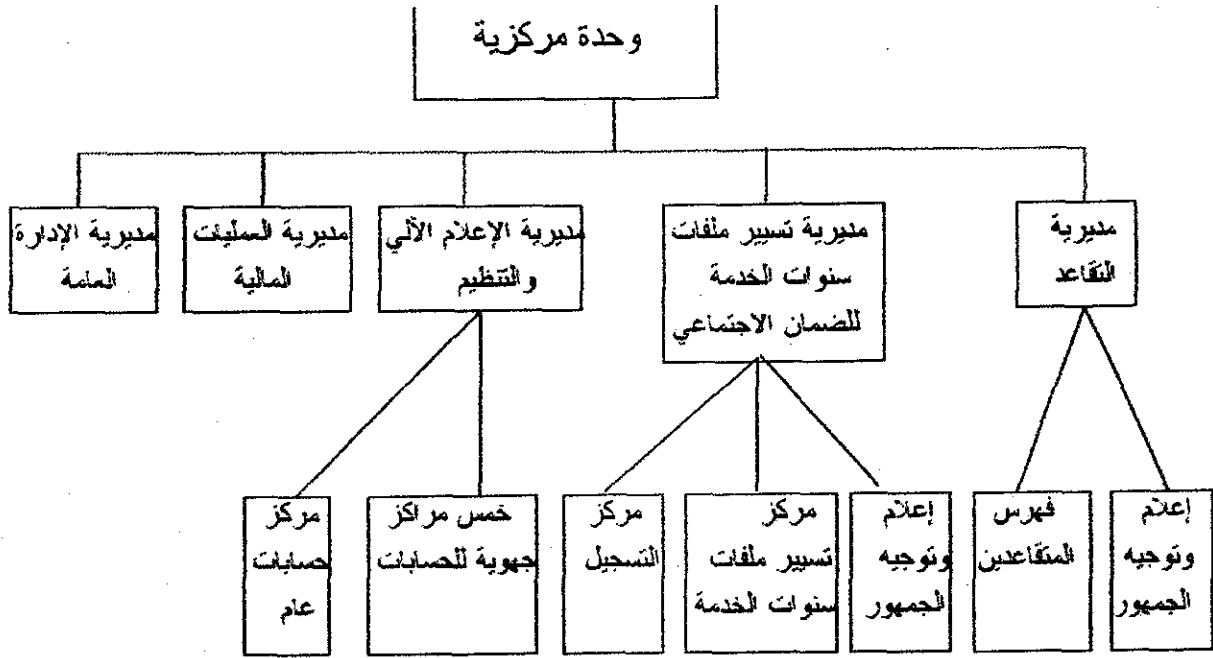 وحدة مركزية
مديرية
التقاعد
مديرية تسيير ملفات
سنوات الخدمة
للضمان الاجتماعي
مديرية الإعلام الآلي
والتنظيم
مديرية العمليات
المالية
مديرية الإدارة
العامة
إعلام
وتوجيه
الجمهور
فهرس
المتقاعدين
إعلام
وتوجيه
الجمهور
مركز
تسيير ملفات
سنوات الخدمة
مركز
التسجيل
خمس مراكز
جهوية للحسابات
مركز
حسابات
عام